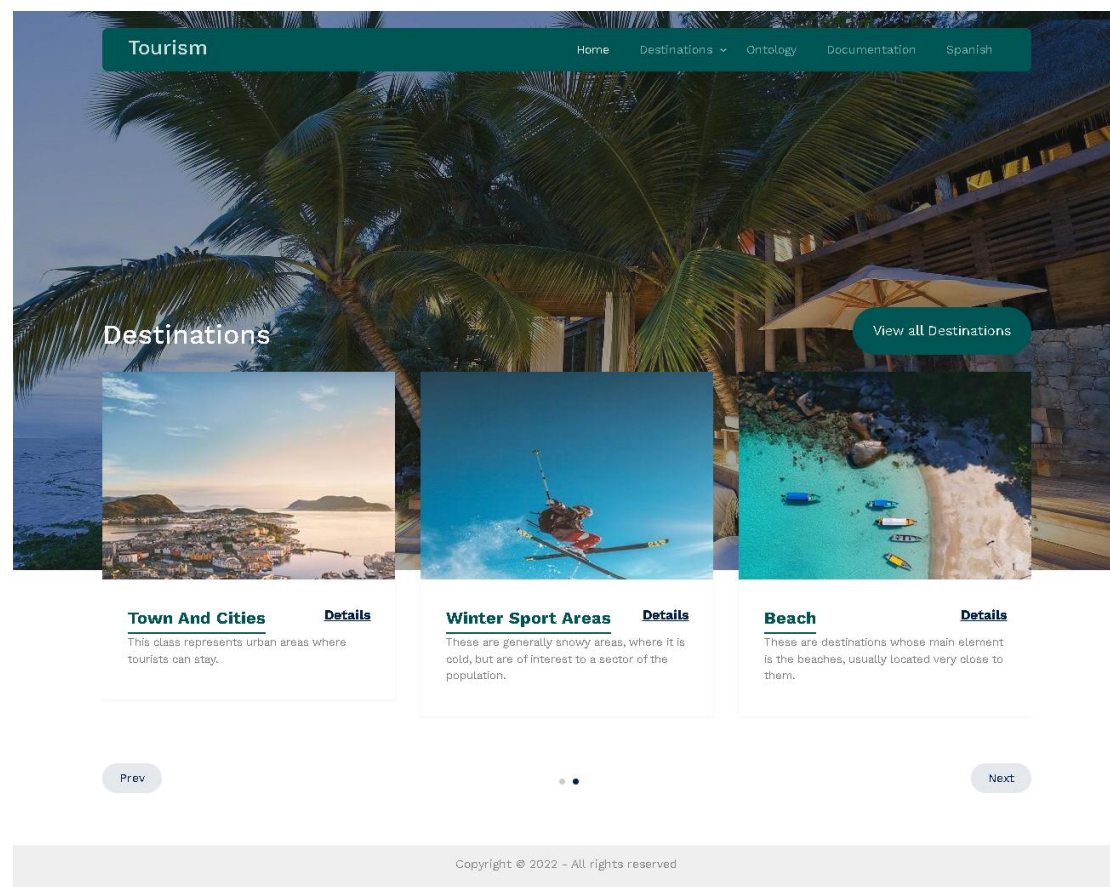 Tourism
Home Destinations Ontology Documentation Spanish
Destinations
View all Destinations
Town And Cities
Details
This class represents urban areas where
tourists can stay.
Winter Sport Areas
Details
These are generally snowy areas, where it is
cold, but are of interest to a sector of the
population.
Beach
Details
These are destinations whose main element
is the beaches, usually located very close to
them.
Prev
Next
Copyright © 2022 - All rights reserved